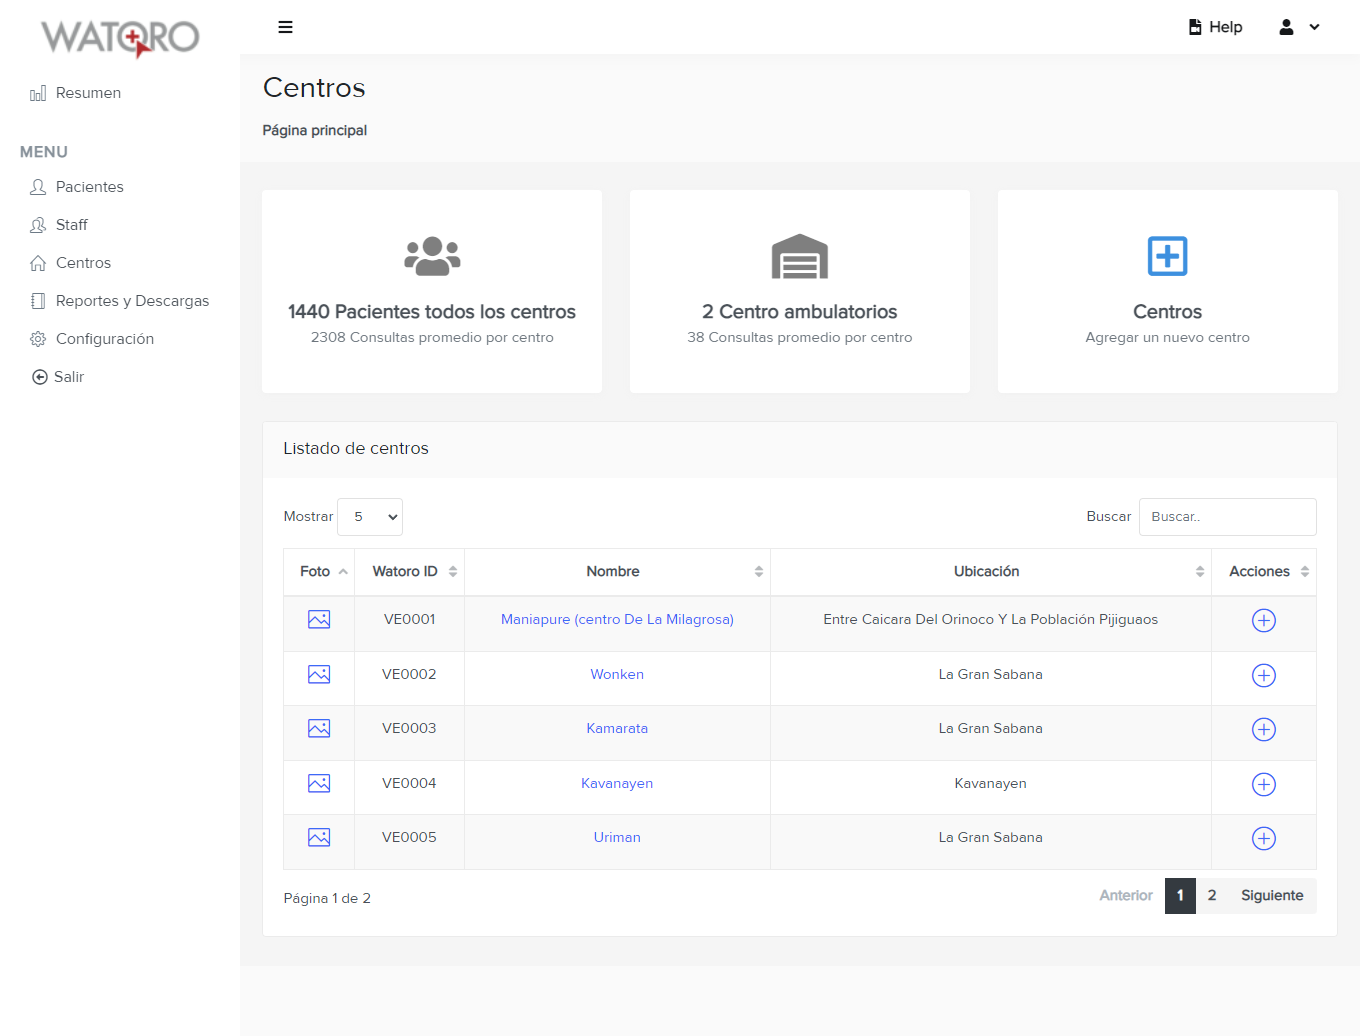 WATORO
Help
Resumen
MENU
Pacientes
Staff
Centros
Reportes y Descargas
Configuración
Salir
Centros
Página principal
1440 Pacientes todos los centros
2308 Consultas promedio por centro
2 Centro ambulatorios
38 Consultas promedio por centro
Centros
Agregar un nuevo centro
Listado de centros
Mostrar 5
Buscar Buscar..
Foto Watoro ID Nombre Ubicación Acciones
VE0001 Maniapure (centro De La Milagrosa) Entre Caicara Del Orinoco Y La Población Pijiguaos
VE0002 Wonken La Gran Sabana
VE0003 Kamarata La Gran Sabana
VE0004 Kavanayen Kavanayen
VE0005 Uriman La Gran Sabana
Página 1 de 2
Anterior 1 2 Siguiente